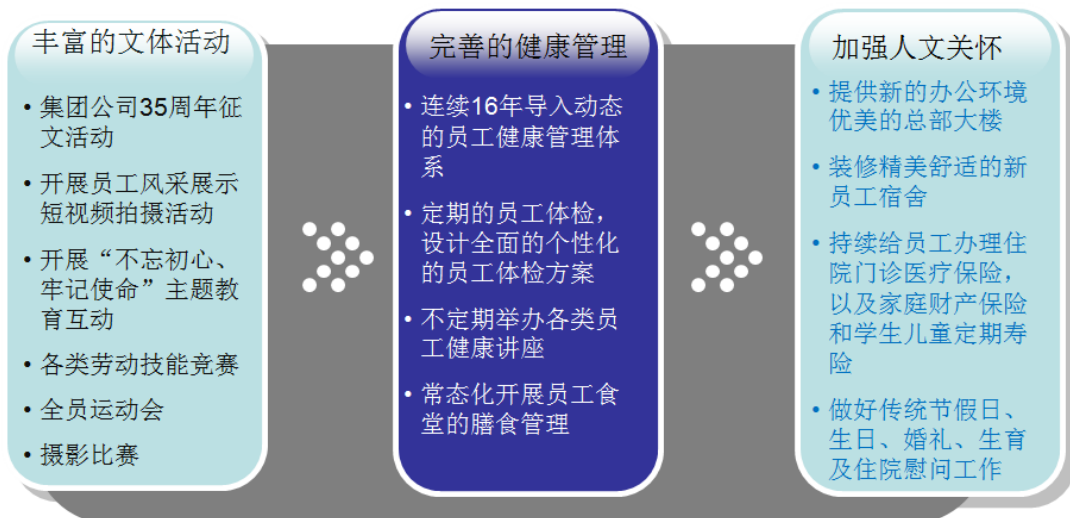 丰富的文体活动
• 集团公司35周年征
文活动
• 开展员工风采展示
短视频拍摄活动
• 开展“不忘初心、
牢记使命”主题教
育互动
• 各类劳动技能竞赛
• 全员运动会
• 摄影比赛
完善的健康管理
• 连续16年导入动态
的员工健康管理体
系
• 定期的员工体检，
设计全面的个性化
的员工体检方案
• 不定期举办各类员
工健康讲座
• 常态化开展员工食
堂的膳食管理
加强人文关怀
• 提供新的办公环境
优美的总部大楼
• 装修精美舒适的新
员工宿舍
• 持续给员工办理住
院门诊医疗保险，
以及家庭财产保险
和学生儿童定期寿
险
• 做好传统节假日、
生日、婚礼、生育
及住院慰问工作